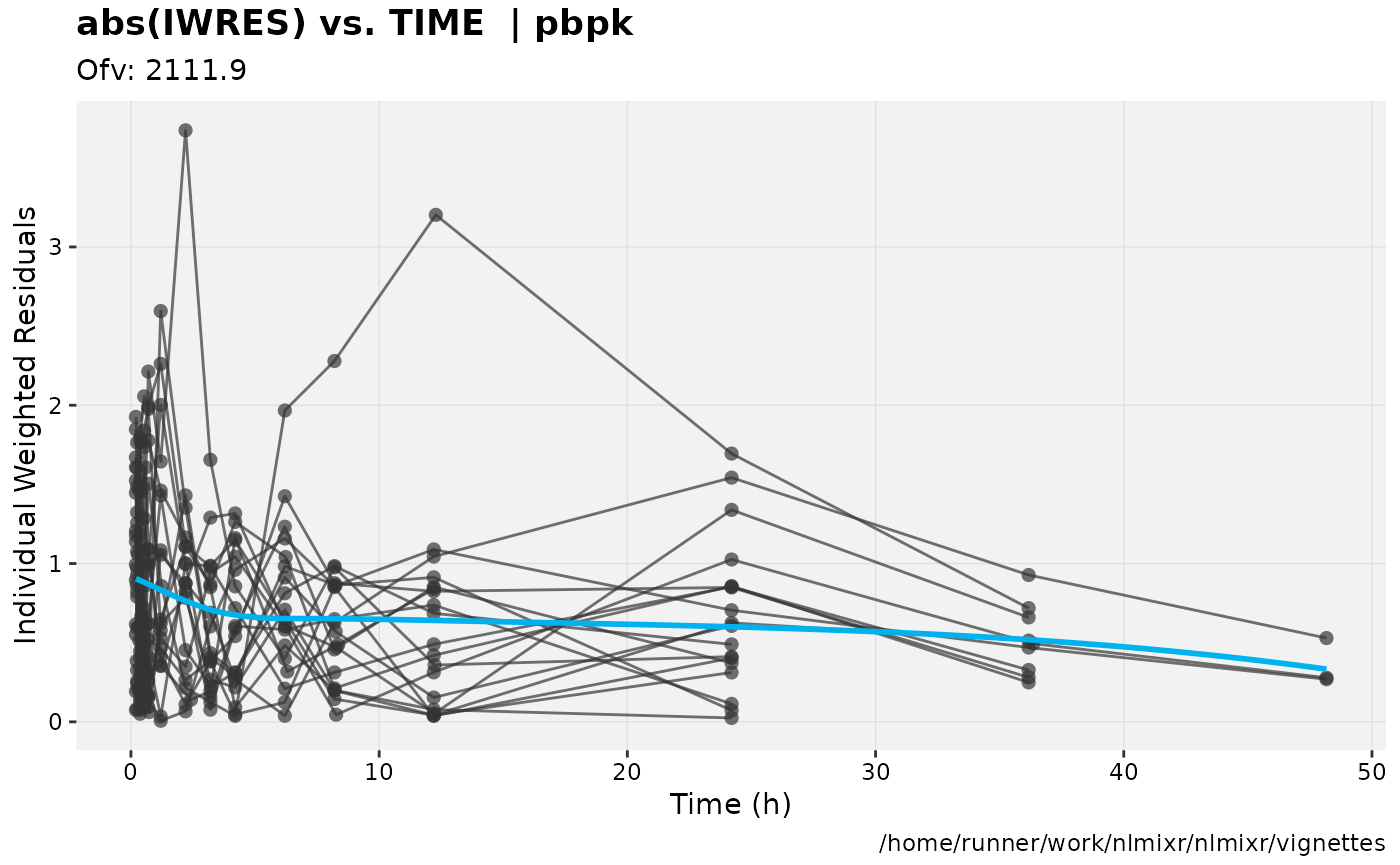 abs(IWRES) vs. TIME  | pbpk
Ofv: 2111.9
Individual Weighted Residuals
3
2
1
0
0 10 20 30 40 50
Time (h)
/home/runner/work/nlmixr/nlmixr/vignettes